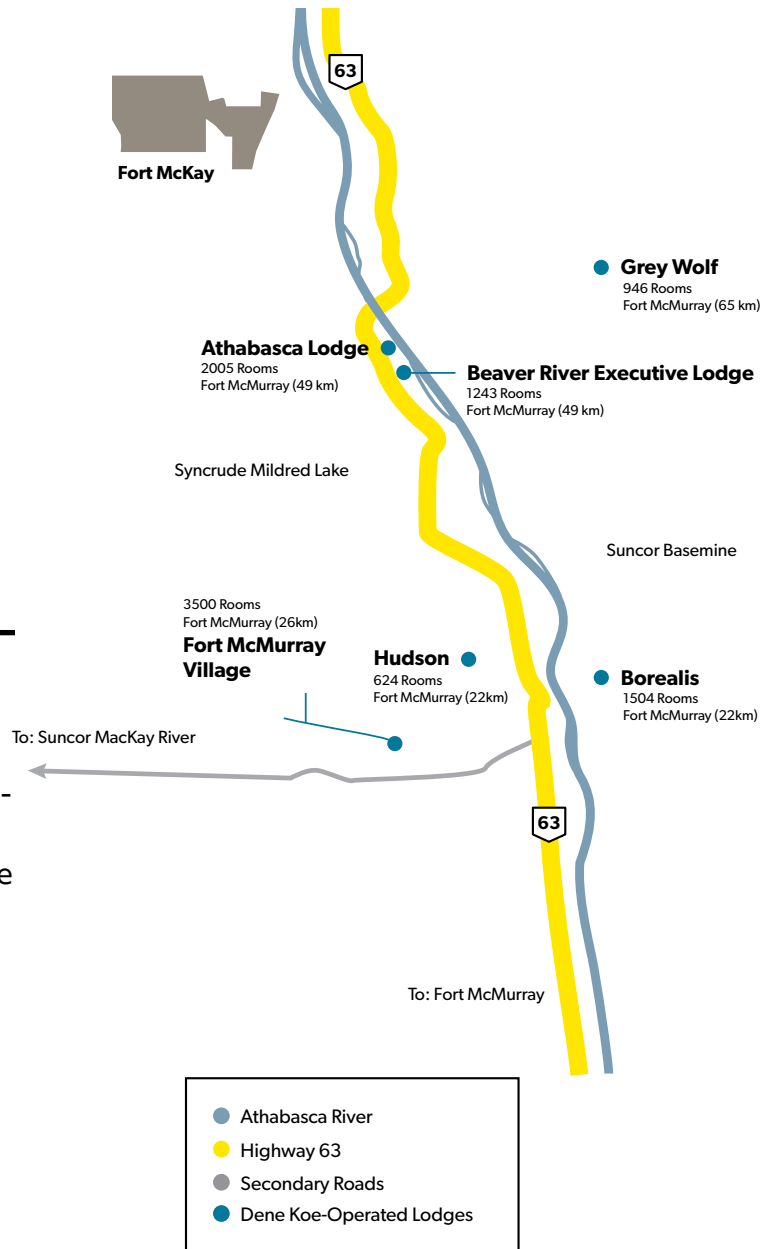 63
Fort McKay
Grey Wolf
946 Rooms
Fort McMurray (65 km)
Athabasca Lodge
2005 Rooms
Fort McMurray (49 km)
Beaver River Executive Lodge
1243 Rooms
Fort McMurray (49 km)
Syncrude Mildred Lake
Suncor Basemine
3500 Rooms
Fort McMurray (26km)
Fort McMurray
Village
Hudson
624 Rooms
Fort McMurray (22km)
Borealis
1504 Rooms
Fort McMurray (22km)
To: Suncor MacKay River
-
63
e
To: Fort McMurray
Athabasca River
Highway 63
Secondary Roads
Dene Koe-Operated Lodges